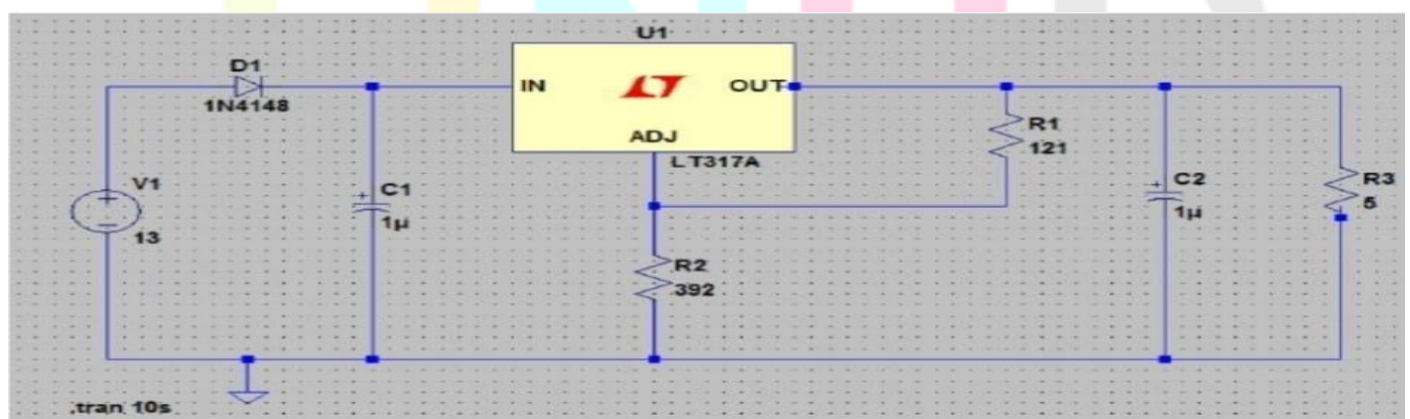 U1
D1
1N4148
IN
OUT
ADJ
LT317A
R1
121
V1
13
C1
1µ
C2
1µ
R3
5
R2
392
.tran 10s